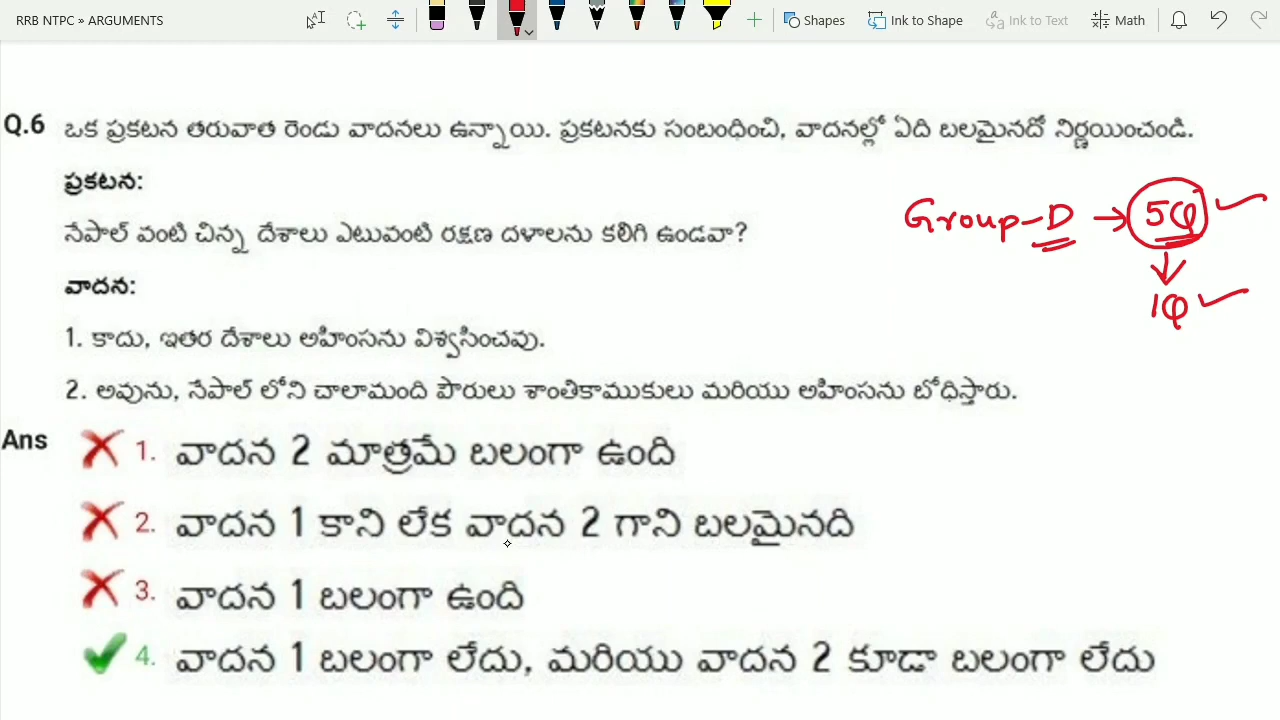 RRB NTPC » ARGUMENTS
Shapes
Ink to Shape
Ink to Text
Math
Q.6 ఒక ప్రకటన తరువాత రెండు వాదనలు ఉన్నాయి. ప్రకటనకు సంబంధించి, వాదనల్లో ఏది బలమైనదో నిర్ణయించండి.
ప్రకటన:
Group-D → 5Q
నేపాల్ వంటి చిన్న దేశాలు ఎటువంటి రక్షణ దళాలను కలిగి ఉండవా?
వాదన:
1Q
1. కాదు, ఇతర దేశాలు అహింసను విశ్వసించవు.
2. అవును, నేపాల్ లోని చాలామంది పౌరులు శాంతికాముకులు మరియు అహింసను బోధిస్తారు.
Ans
1. వాదన 2 మాత్రమే బలంగా ఉంది
2. వాదన 1 కాని లేక వాదన 2 గాని బలమైనది
3. వాదన 1 బలంగా ఉంది
4. వాదన 1 బలంగా లేదు, మరియు వాదన 2 కూడా బలంగా లేదు